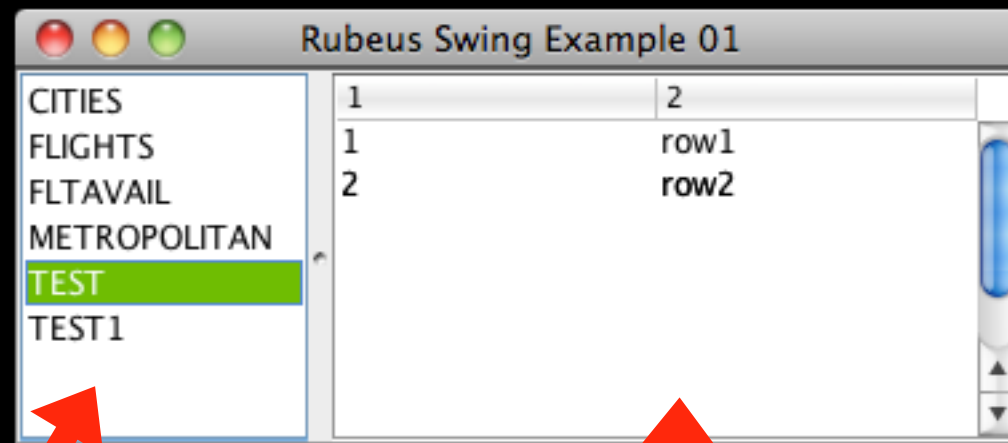 Rubeus Swing Example 01
CITIES
FLIGHTS
FLTAVAIL
METROPOLITAN
TEST
TEST1
1 2
1 row1
2 row2